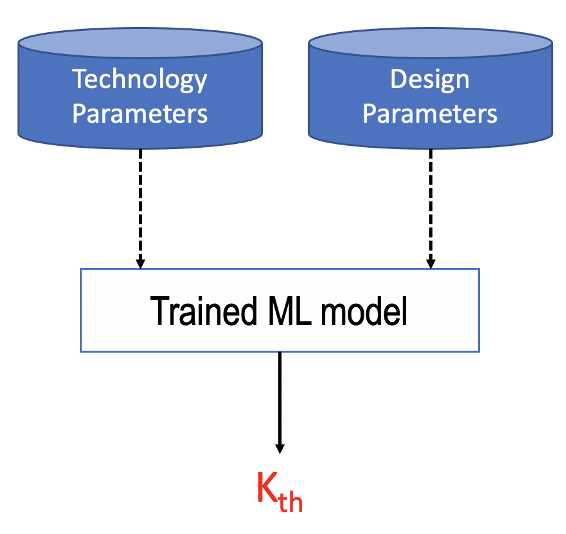 Technology
Parameters
Design
Parameters
Trained ML model
Kth